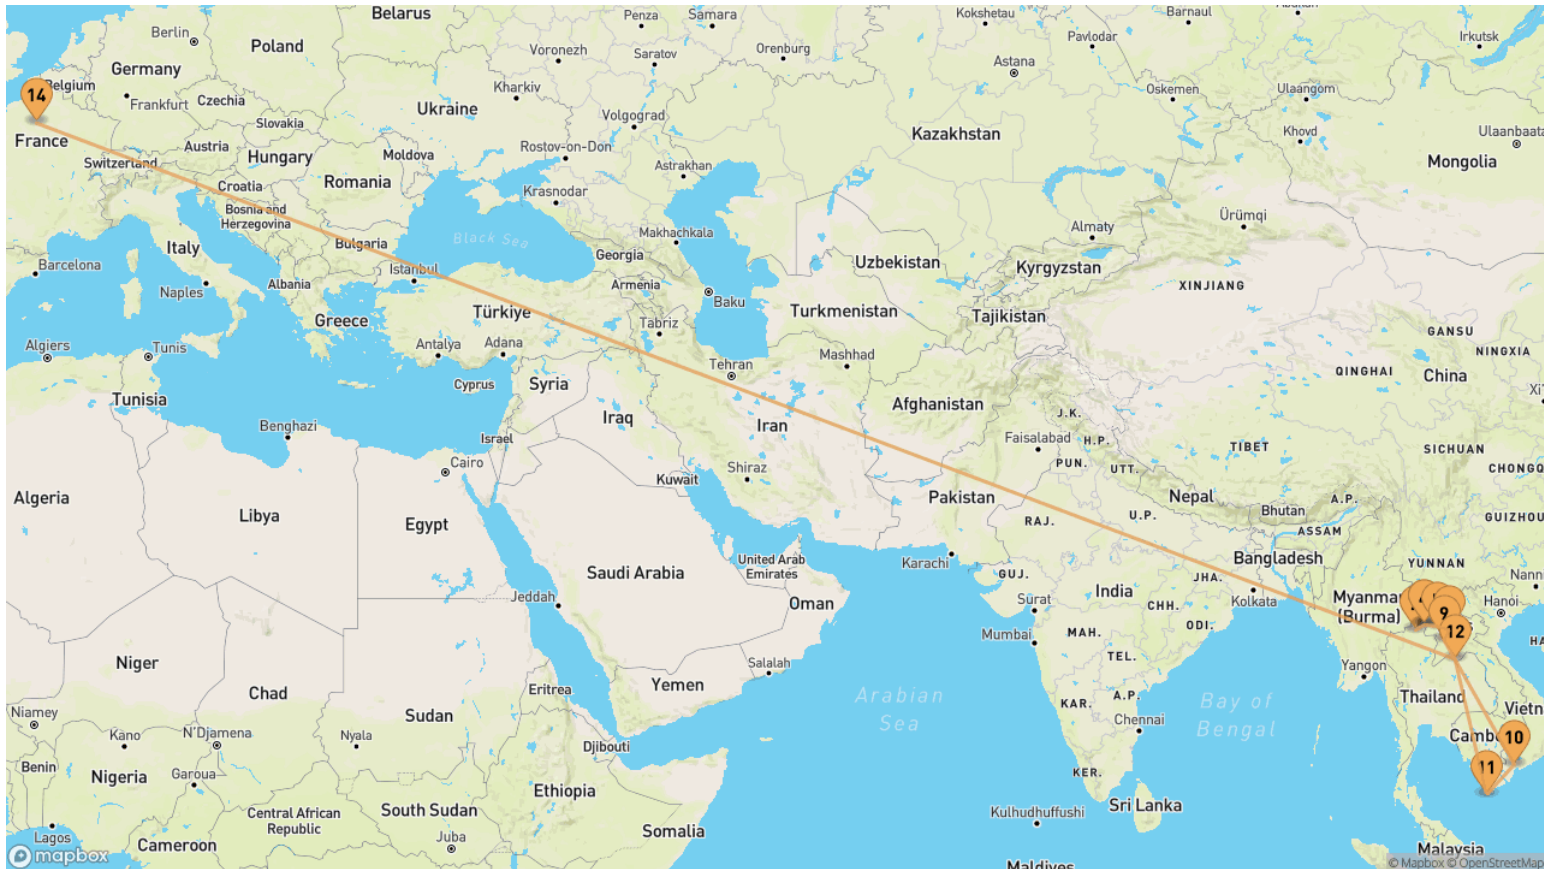 Belarus
Berlin
Poland
Penza
Samara
Kokshetau
Barnaul
Irkutsk
Voronezh
Saratov
Orenburg
Pavlodar
Astana
Germany
Belgium
14
Frankfurt
Czechia
Kharkiv
Ukraine
Volgograd
Oskemen
Ulaangom
France
Slovakia
Austria
Hungary
Moldova
Rostov-on-Don
Kazakhstan
Khovd
Ulaanbaata
Mongolia
Switzerland
Croatia
Romania
Krasnodar
Astrakhan
Bosnia and
Herzegovina
Italy
Bulgaria
Black Sea
Makhachkala
Almaty
Ürümqi
Barcelona
Naples
Albania
Istanbul
Georgia
Armenia
Baku
Uzbekistan
Kyrgyzstan
XINJIANG
Greece
Türkiye
Tabriz
Turkmenistan
Tajikistan
GANSU
NINGXIA
Algiers
Tunis
Antalya
Adana
Tehran
Mashhad
QINGHAI
China
Tunisia
Cyprus
Syria
Afghanistan
J.K.
Xi'
Benghazi
Israel
Iraq
Iran
Faisalabad
H.P.
TIBET
SICHUAN
Cairo
Kuwait
Shiraz
PUN.
UTT.
CHONGQ
Algeria
Libya
Egypt
Pakistan
Nepal
A.P.
Bhutan
RAJ.
U.P.
ASSAM
GUIZHOU
Karachi
United Arab
Emirates
Bangladesh
YUNNAN
Saudi Arabia
GUJ.
JHA.
Nann
Jeddah
Oman
Surat
India
CHH.
Kolkata
Myanmar
(Burma)
9
Hanoi
Mumbai
MAH.
ODI.
12
HA
Niger
Chad
Salalah
TEL.
Yangon
Yemen
Eritrea
Arabian
Sea
KAR.
A.P.
Bay of
Bengal
Thailand
Vietn
Niamey
Sudan
Kano
N'Djamena
Nyala
Djibouti
Chennai
Cambo
10
Benin
Nigeria
Garoua
Ethiopia
KER.
11
Central African
Republic
South Sudan
Kulhudhuffushi
Sri Lanka
Lagos
Cameroon
Juba
Somalia
Maldives
Malaysia
mapbox
© Mapbox © OpenStreetMap